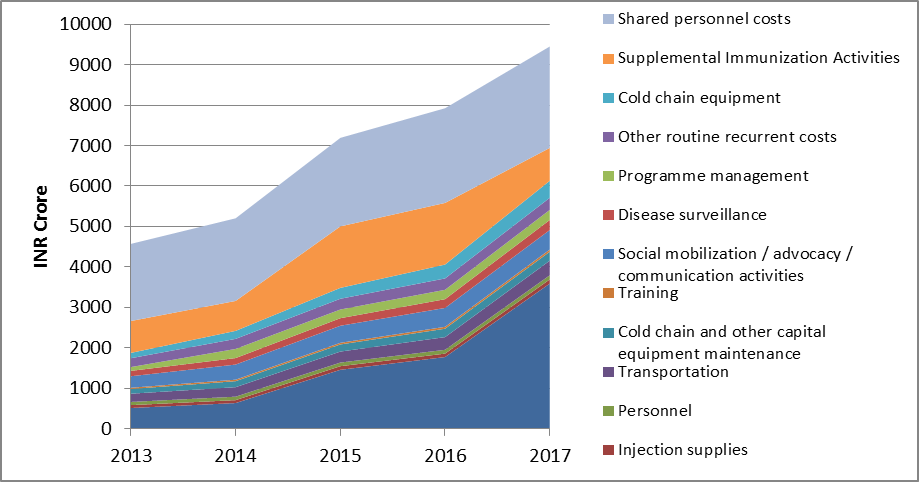 10000
9000
8000
7000
6000
5000
4000
3000
2000
1000
0
INR Crore
2013 2014 2015 2016 2017
Shared personnel costs
Supplemental Immunization Activities
Cold chain equipment
Other routine recurrent costs
Programme management
Disease surveillance
Social mobilization / advocacy /
communication activities
Training
Cold chain and other capital
equipment maintenance
Transportation
Personnel
Injection supplies